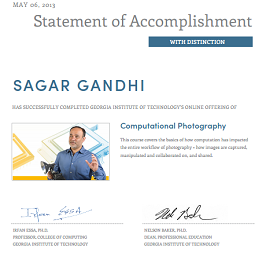 MAY 06, 2013
Statement of Accomplishment
WITH DISTINCTION
SAGAR GANDHI
HAS SUCCESSFULLY COMPLETED GEORGIA INSTITUTE OF TECHNOLOGY'S ONLINE OFFERING OF
Computational Photography
This course covers the basics of how computation has impacted
the entire workflow of photography - how images are captured,
manipulated and collaborated on, and shared.
IRFAN ESSA, PH.D.
PROFESSOR, COLLEGE OF COMPUTING
GEORGIA INSTITUTE OF TECHNOLOGY
NELSON BAKER, PH.D.
DEAN, PROFESSIONAL EDUCATION
GEORGIA INSTITUTE OF TECHNOLOGY